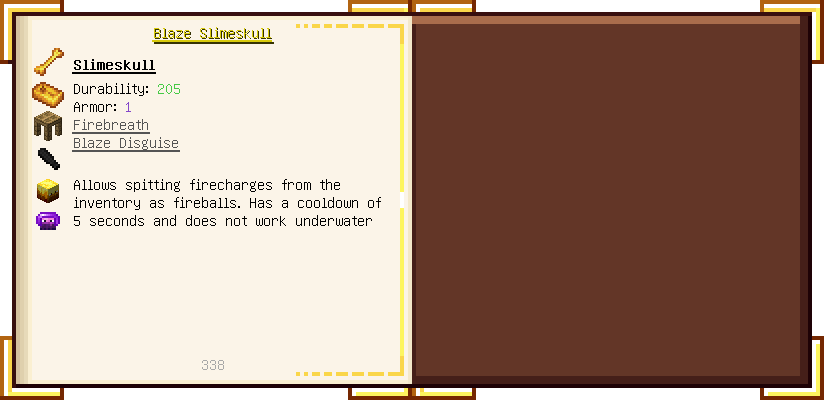 Blaze Slimeskull
Slimeskull
Durability: 205
Armor: 1
Firebreath
Blaze Disguise
Allows spitting firecharges from the
inventory as fireballs. Has a cooldown of
5 seconds and does not work underwater
338